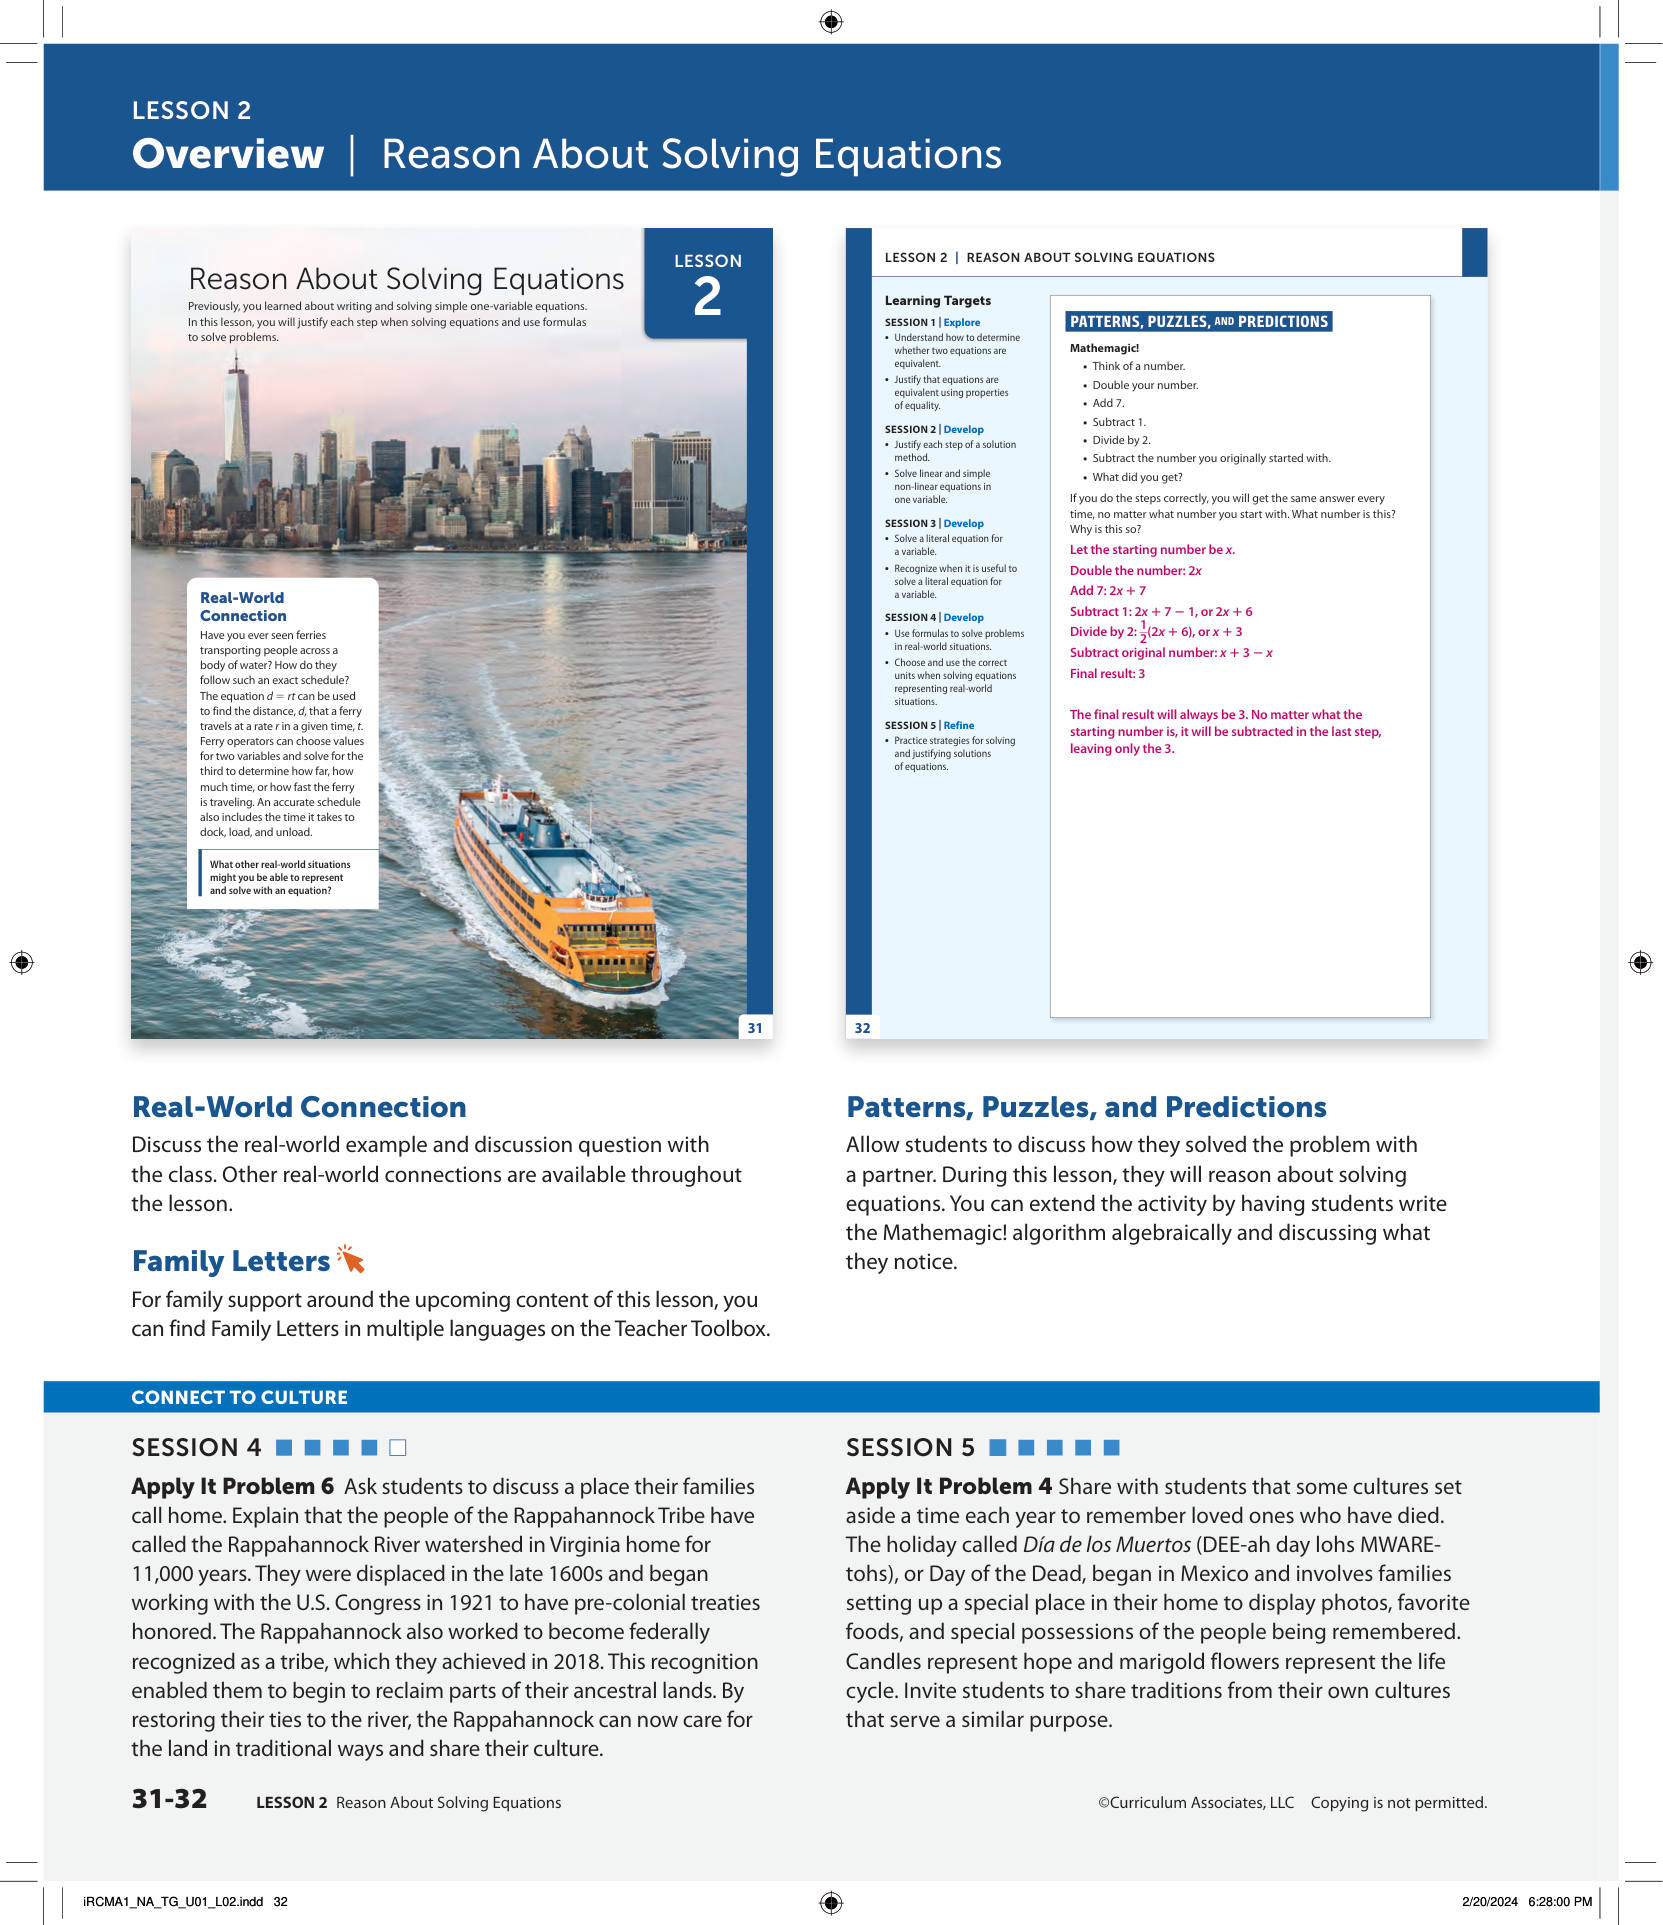 LESSON 2
Overview | Reason About Solving Equations
Reason About Solving Equations
Previously, you learned about writing and solving simple one-variable equations.
In this lesson, you will justify each step when solving equations and use formulas
to solve problems.
LESSON
2
Real-World
Connection
Have you ever seen ferries
transporting people across a
body of water? How do they
follow such an exact schedule?
The equation d = rt can be used
to find the distance, d, that a ferry
travels at a rate r in a given time, t.
Ferry operators can choose values
for two variables and solve for the
third to determine how far, how
much time, or how fast the ferry
is traveling. An accurate schedule
also includes the time it takes to
dock, load, and unload.
What other real-world situations
might you be able to represent
and solve with an equation?
31
LESSON 2 | REASON ABOUT SOLVING EQUATIONS
Learning Targets
SESSION 1 | Explore
• Understand how to determine
whether two equations are
equivalent.
• Justify that equations are
equivalent using properties
of equality.
SESSION 2 | Develop
• Justify each step of a solution
method.
• Solve linear and simple
non-linear equations in
one variable.
SESSION 3 | Develop
• Solve a literal equation for
a variable.
• Recognize when it is useful to
solve a literal equation for
a variable.
SESSION 4 | Develop
• Use formulas to solve problems
in real-world situations.
• Choose and use the correct
units when solving equations
representing real-world
situations.
SESSION 5 | Refine
• Practice strategies for solving
and justifying solutions
of equations.
PATTERNS, PUZZLES, AND PREDICTIONS
Mathemagic!
• Think of a number.
• Double your number.
• Add 7.
• Subtract 1.
• Divide by 2.
• Subtract the number you originally started with.
• What did you get?
If you do the steps correctly, you will get the same answer every
time, no matter what number you start with. What number is this?
Why is this so?
Let the starting number be x.
Double the number: 2x
Add 7: 2x + 7
Subtract 1: 2x + 7 − 1, or 2x + 6
Divide by 2: 1/2(2x + 6), or x + 3
Subtract original number: x + 3 − x
Final result: 3
The final result will always be 3. No matter what the
starting number is, it will be subtracted in the last step,
leaving only the 3.
32
Real-World Connection
Discuss the real-world example and discussion question with
the class. Other real-world connections are available throughout
the lesson.
Family Letters
For family support around the upcoming content of this lesson, you
can find Family Letters in multiple languages on the Teacher Toolbox.
Patterns, Puzzles, and Predictions
Allow students to discuss how they solved the problem with
a partner. During this lesson, they will reason about solving
equations. You can extend the activity by having students write
the Mathemagic! algorithm algebraically and discussing what
they notice.
CONNECT TO CULTURE
SESSION 4
Apply It Problem 6 Ask students to discuss a place their families
call home. Explain that the people of the Rappahannock Tribe have
called the Rappahannock River watershed in Virginia home for
11,000 years. They were displaced in the late 1600s and began
working with the U.S. Congress in 1921 to have pre-colonial treaties
honored. The Rappahannock also worked to become federally
recognized as a tribe, which they achieved in 2018. This recognition
enabled them to begin to reclaim parts of their ancestral lands. By
restoring their ties to the river, the Rappahannock can now care for
the land in traditional ways and share their culture.
SESSION 5
Apply It Problem 4 Share with students that some cultures set
aside a time each year to remember loved ones who have died.
The holiday called Día de los Muertos (DEE-ah day lohs MWARE-
tohs), or Day of the Dead, began in Mexico and involves families
setting up a special place in their home to display photos, favorite
foods, and special possessions of the people being remembered.
Candles represent hope and marigold flowers represent the life
cycle. Invite students to share traditions from their own cultures
that serve a similar purpose.
31-32 LESSON 2 Reason About Solving Equations
©Curriculum Associates, LLC Copying is not permitted.
iRCMA1_NA_TG_U01_L02.indd 32
2/20/2024 6:28:00 PM